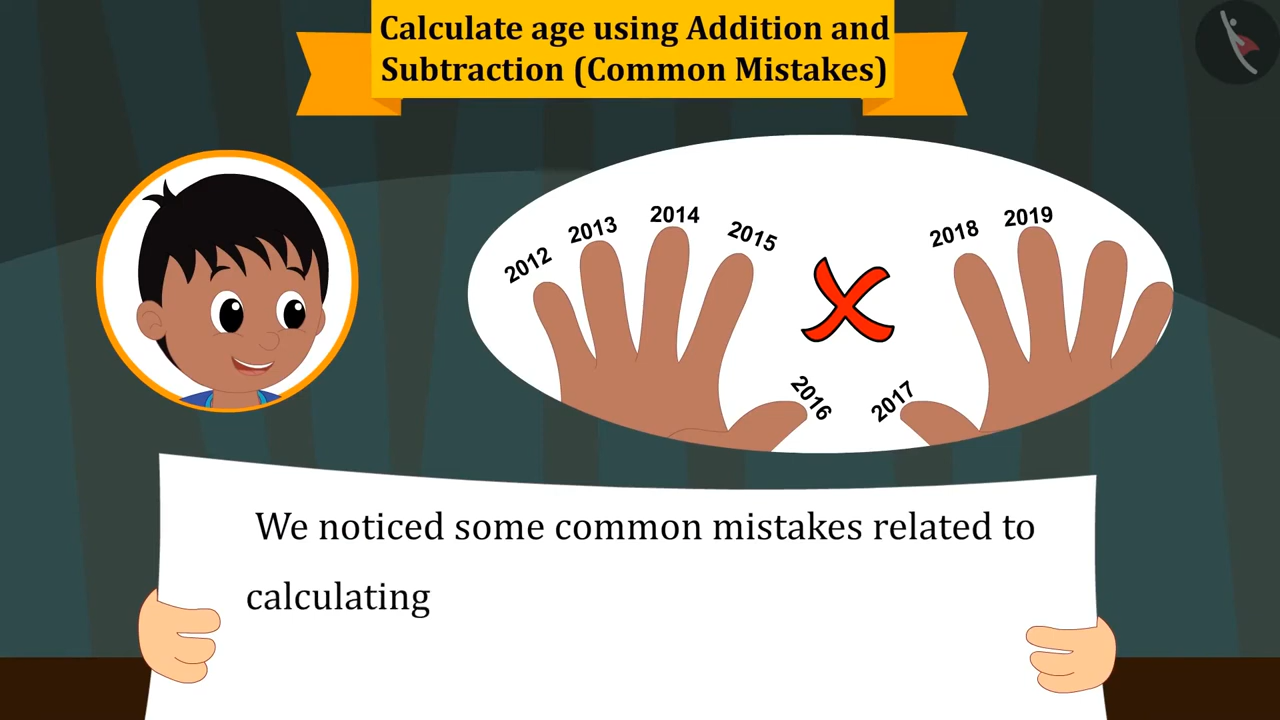 Calculate age using Addition and
Subtraction (Common Mistakes)
2012
2013
2014
2015
2016
2017
2018
2019
We noticed some common mistakes related to
calculating